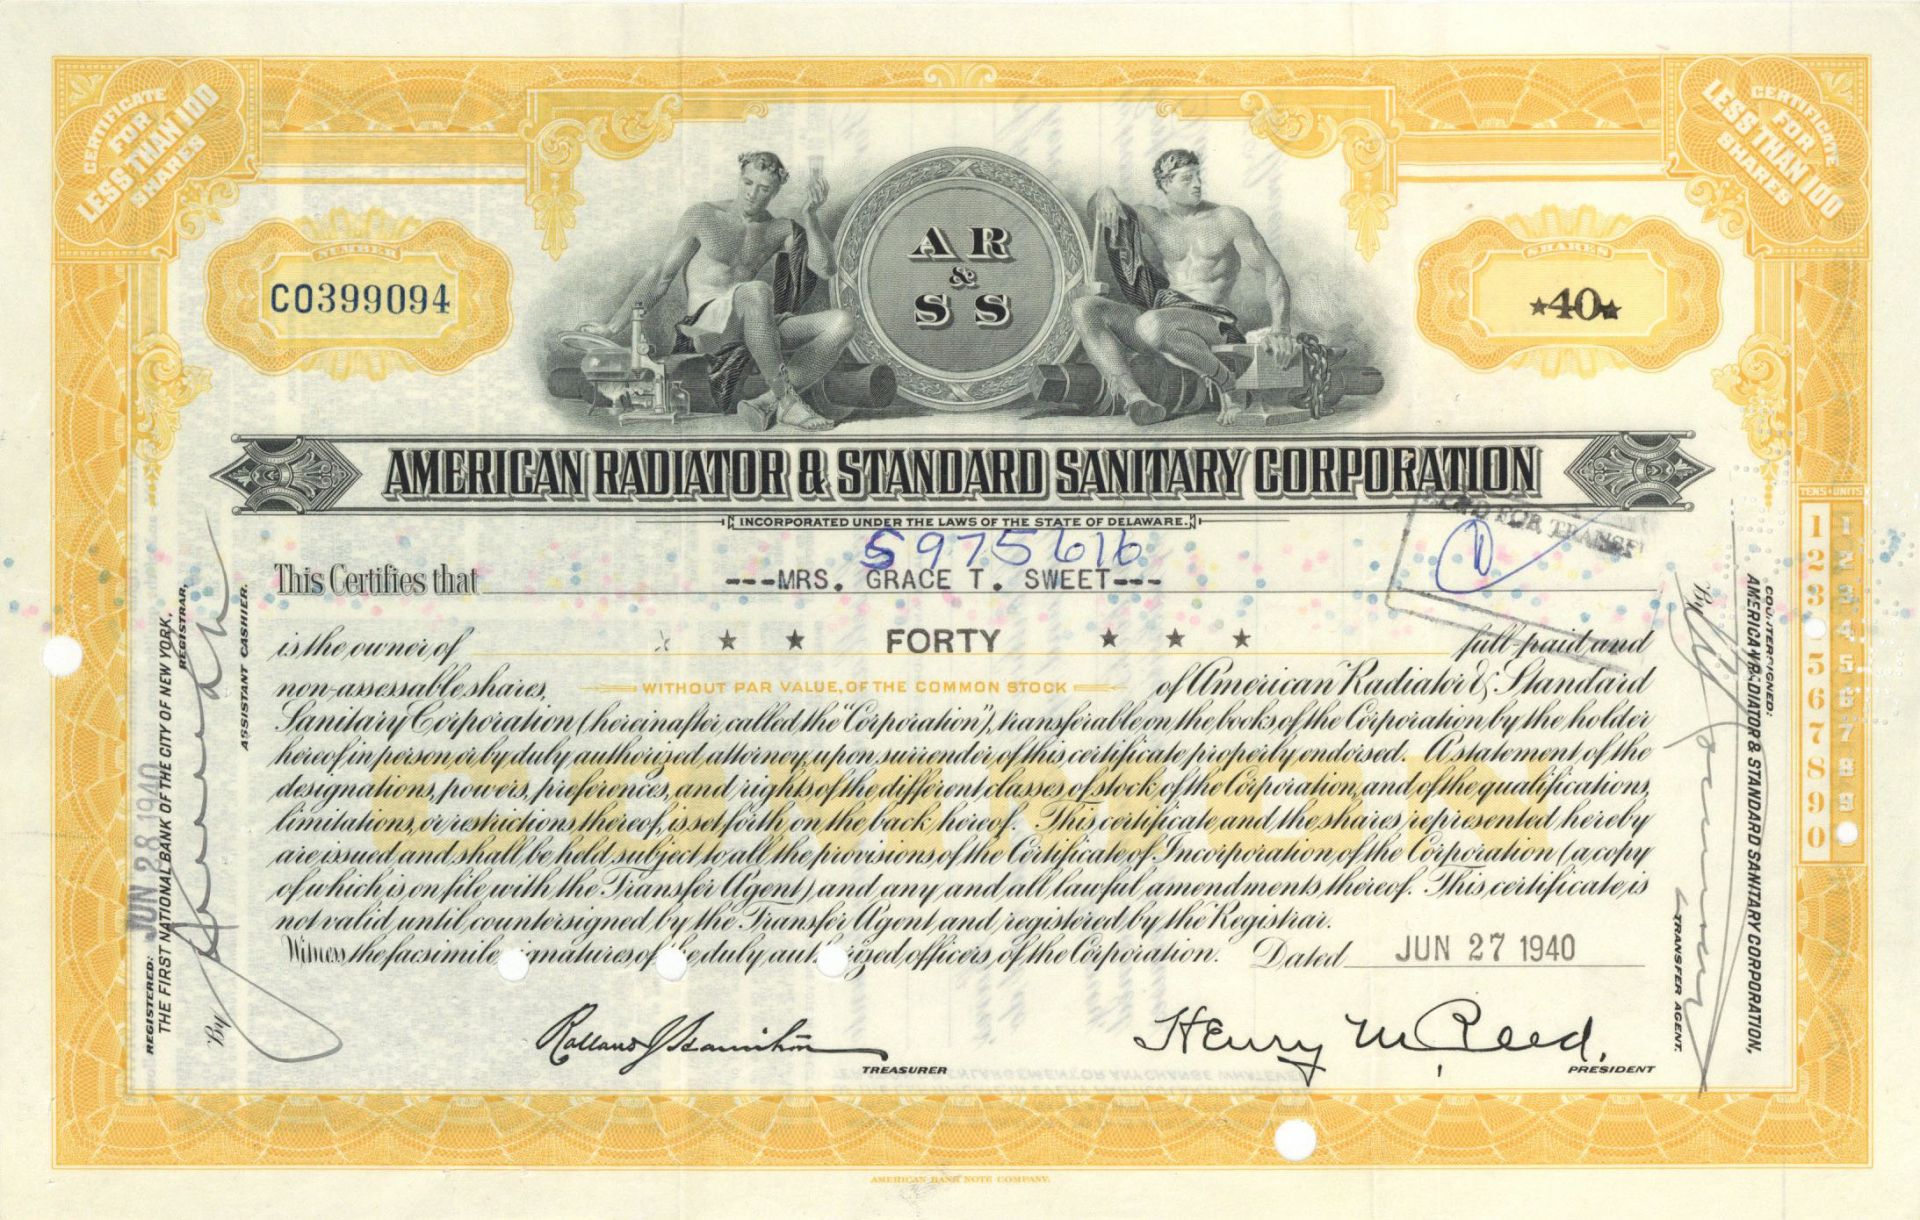 CERTIFICATE
FOR
LESS THAN 100
SHARES
CERTIFICATE
FOR
LESS THAN 100
SHARES
NUMBER
CO399094
AR
&
SS
SHARES
★40★
AMERICAN RADIATOR & STANDARD SANITARY CORPORATION
INCORPORATED UNDER THE LAWS OF THE STATE OF DELAWARE.
FOR TRANSF
5975616
This Certifies that ---MRS. GRACE T. SWEET---
is the owner of ★ ★ ★ FORTY ★ ★ ★ full-paid and
non-assessable shares, WITHOUT PAR VALUE, OF THE COMMON STOCK of American Radiator & Standard
Sanitary Corporation (hereinafter called the "Corporation"), transferable on the books of the Corporation by the holder
hereof in person or by duly authorized attorney, upon surrender of this certificate properly endorsed. A statement of the
designations, powers, preferences, and rights of the different classes of stock of the Corporation, and of the qualifications,
limitations, or restrictions thereof, is set forth on the back hereof. This certificate and the shares represented hereby
are issued and shall be held subject to all the provisions of the Certificate of Incorporation of the Corporation (a copy
of which is on file with the Transfer Agent) and any and all lawful amendments thereof. This certificate is
not valid until countersigned by the Transfer Agent, and registered by the Registrar.
Witness the facsimile signatures of the duly authorized officers of the Corporation. Dated JUN 27 1940
COMMON
TREASURER
Henry M. Reed.
PRESIDENT
REGISTERED: JUN 28 1940
THE FIRST NATIONAL BANK OF THE CITY OF NEW YORK,
REGISTRAR,
By
ASSISTANT CASHIER.
COUNTERSIGNED:
AMERICAN RADIATOR & STANDARD SANITARY CORPORATION,
By
TRANSFER AGENT.
TENS UNITS
1 1
2 2
3 3
4
5 5
6 6
7 7
8 8
9 9
0
AMERICAN BANK NOTE COMPANY.